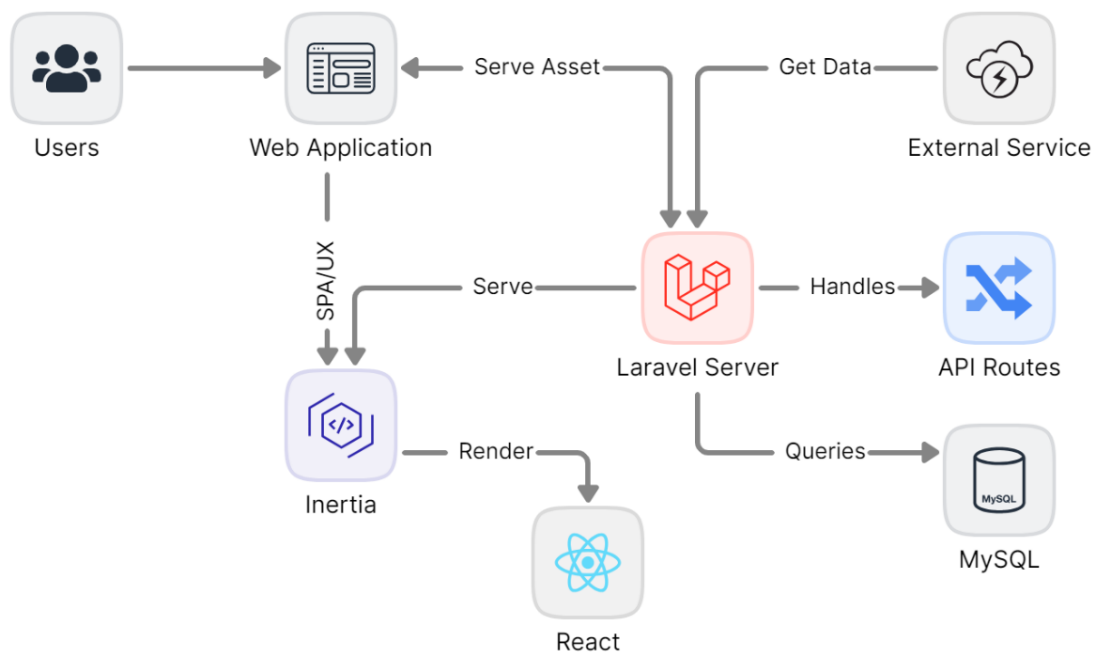 Serve Asset
Get Data
Users
Web Application
External Service
SPA/UX
Serve
Handles
Laravel Server
API Routes
</>
Render
Queries
Inertia
MySQL
MySQL
React